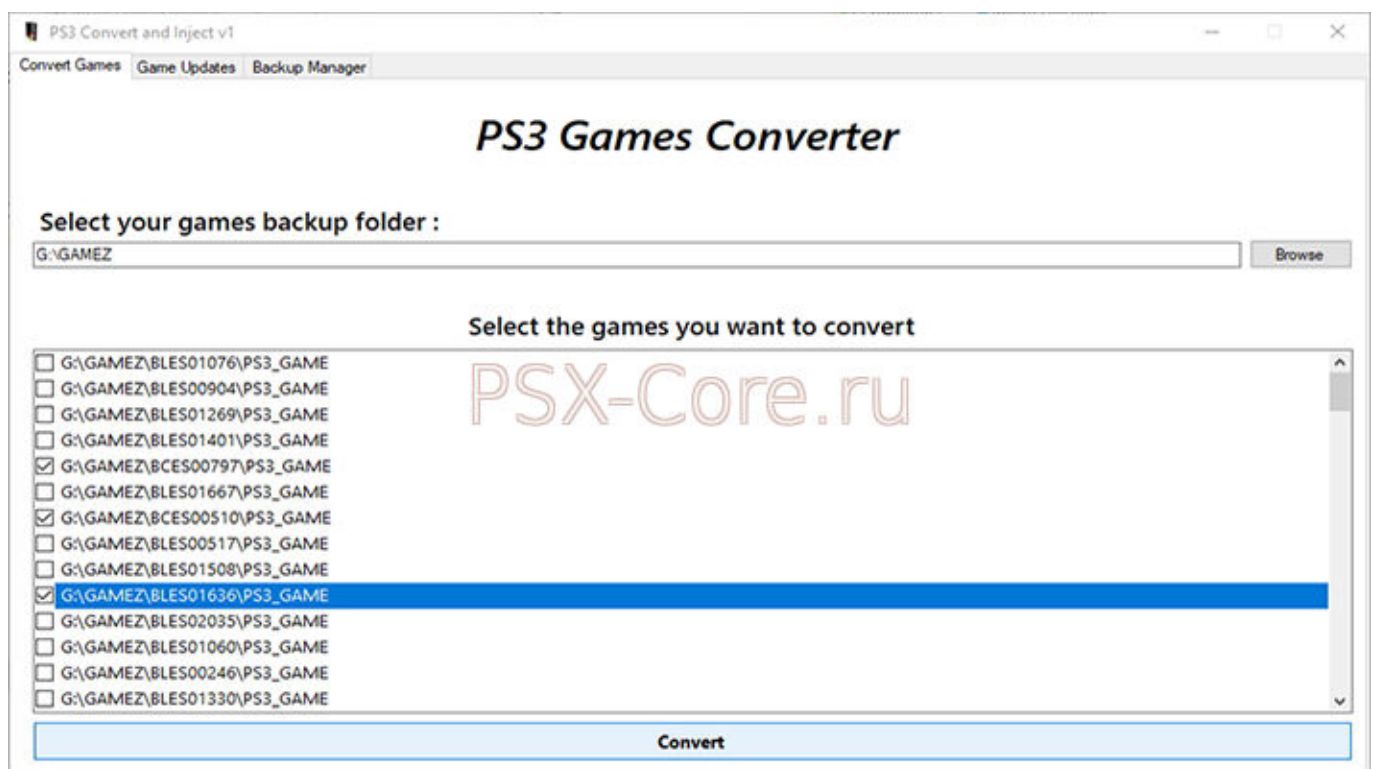 PS3 Convert and Inject v1
Convert Games Game Updates Backup Manager
PS3 Games Converter
Select your games backup folder :
G:\GAMEZ Browse
Select the games you want to convert
G:\GAMEZ\BLES01076\PS3_GAME
PSX-Core.ru
G:\GAMEZ\BLES00904\PS3_GAME
G:\GAMEZ\BLES01269\PS3_GAME
G:\GAMEZ\BLES01401\PS3_GAME
G:\GAMEZ\BCES00797\PS3_GAME
G:\GAMEZ\BLES01667\PS3_GAME
G:\GAMEZ\BCES00510\PS3_GAME
G:\GAMEZ\BLES00517\PS3_GAME
G:\GAMEZ\BLES01508\PS3_GAME
G:\GAMEZ\BLES01636\PS3_GAME
G:\GAMEZ\BLES02035\PS3_GAME
G:\GAMEZ\BLES01060\PS3_GAME
G:\GAMEZ\BLES00246\PS3_GAME
G:\GAMEZ\BLES01330\PS3_GAME
Convert